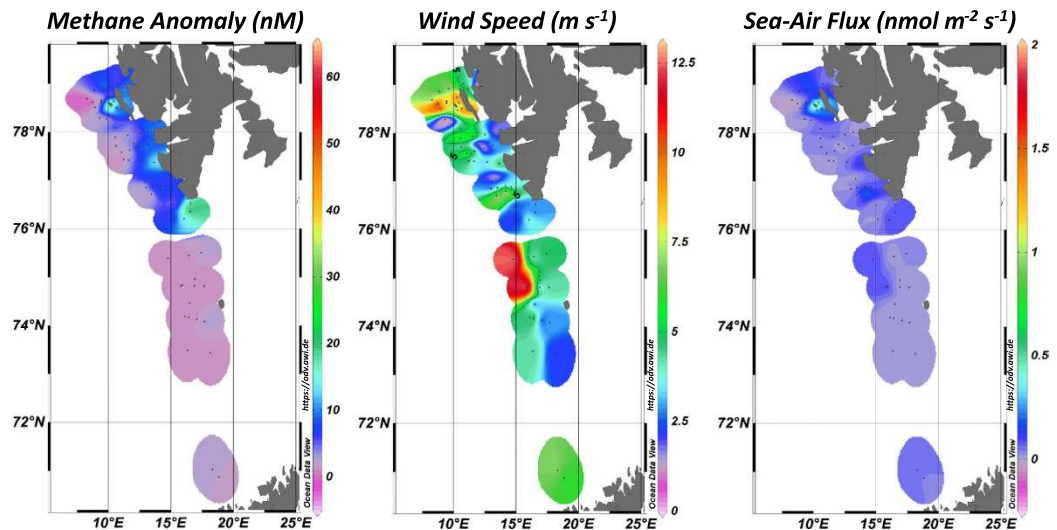 Methane Anomaly (nM)
Wind Speed (m s-1)
Sea-Air Flux (nmol m-2 s-1)
78°N
76°N
74°N
72°N
10°E
15°E
20°E
25°E
Ocean Data View
https://odv.awi.de
60
50
40
30
20
10
0
78°N
76°N
74°N
72°N
10°E
15°E
20°E
25°E
5
5
5
Ocean Data View
https://odv.awi.de
12.5
10
7.5
5
2.5
0
78°N
76°N
74°N
72°N
10°E
15°E
20°E
25°E
Ocean Data View
https://odv.awi.de
2
1.5
1
0.5
0